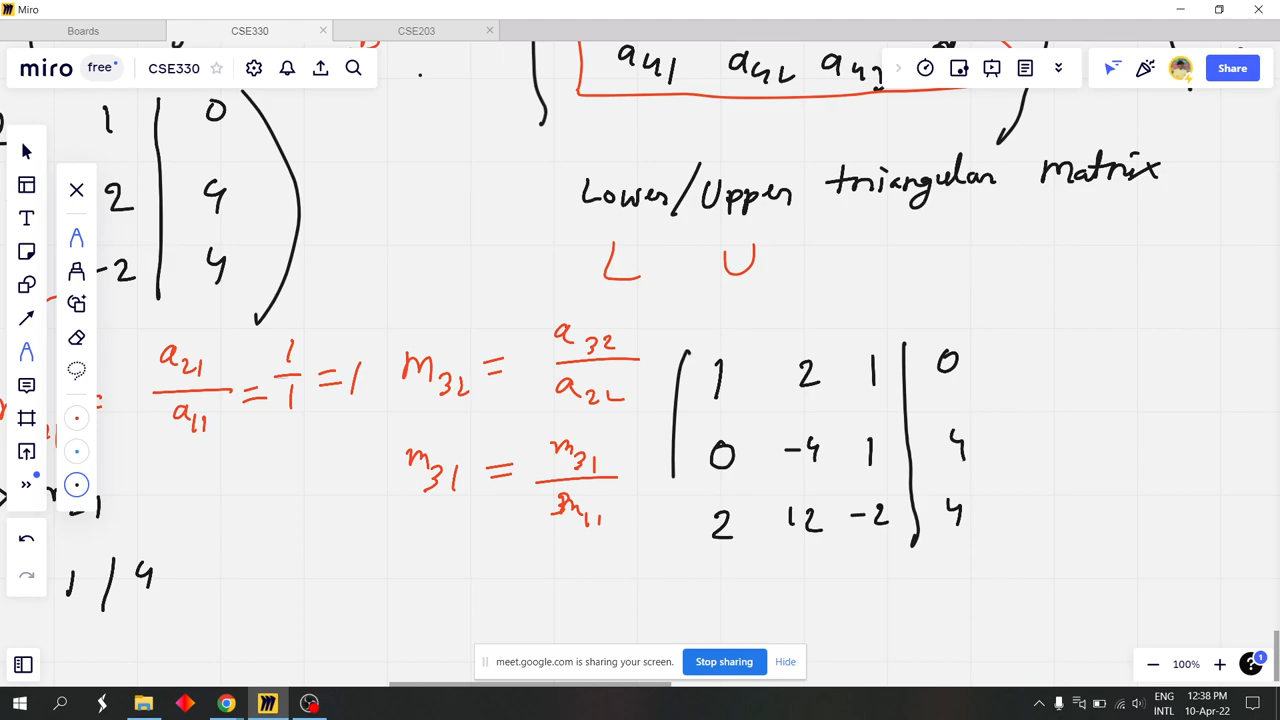 Miro
Boards
CSE330
CSE203
miro free
CSE330
Share
a41 a42
1 | 0
2 | 4
-2 | 4
Lower/Upper triangular matrix
L U
a21 / a11 = 1 / 1 = 1
m32 = a32 / a22
m31 = m31 / m11
1 2 1 | 0
0 -4 1 | 4
2 12 -2 | 4
1 / 4
meet.google.com is sharing your screen.
Stop sharing
Hide
100%
1
ENG
INTL
12:38 PM
10-Apr-22